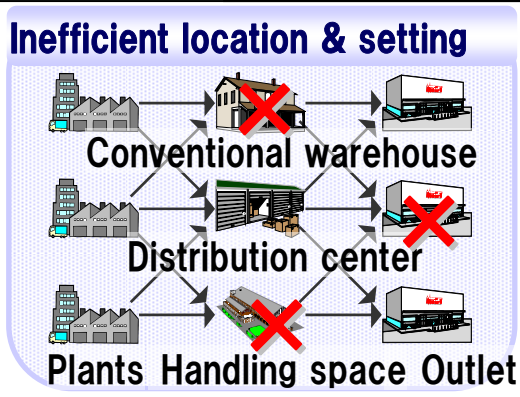 Inefficient location & setting
Conventional warehouse
Distribution center
Plants Handling space Outlet